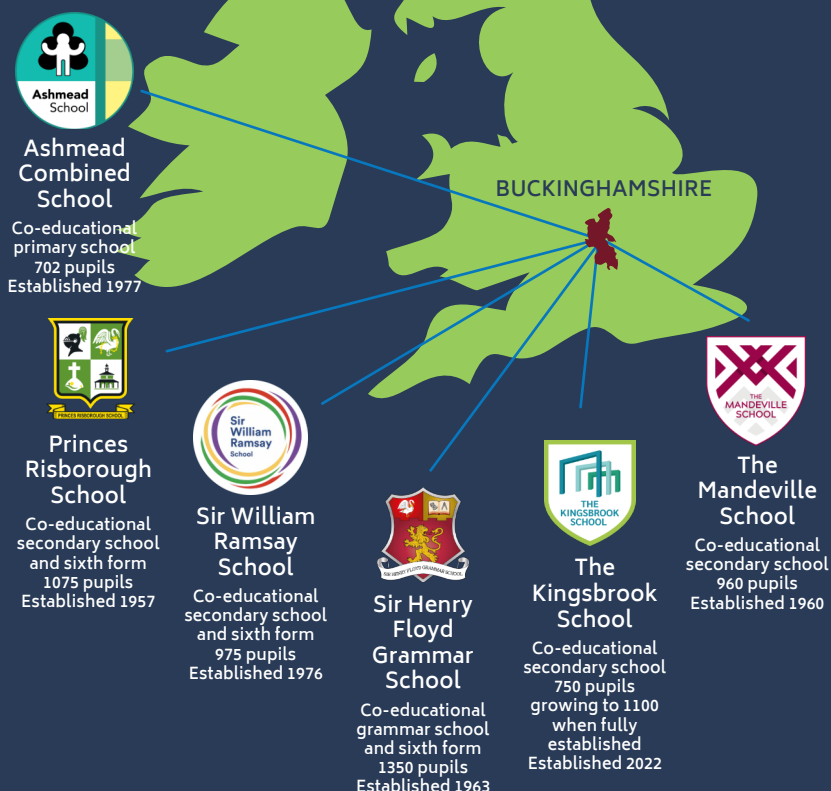 Ashmead
School
Ashmead
Combined
School
Co-educational
primary school
702 pupils
Established 1977
BUCKINGHAMSHIRE
PRINCES RISBOROUGH SCHOOL
Princes
Risborough
School
Co-educational
secondary school
and sixth form
1075 pupils
Established 1957
Sir
William
Ramsay
School
Sir William
Ramsay
School
Co-educational
secondary school
and sixth form
975 pupils
Established 1976
SIR HENRY FLOYD GRAMMAR SCHOOL
Sir Henry
Floyd
Grammar
School
Co-educational
grammar school
and sixth form
1350 pupils
Established 1963
THE
KINGSBROOK
SCHOOL
The
Kingsbrook
School
Co-educational
secondary school
750 pupils
growing to 1100
when fully
established
Established 2022
THE
MANDEVILLE
SCHOOL
The
Mandeville
School
Co-educational
secondary school
960 pupils
Established 1960